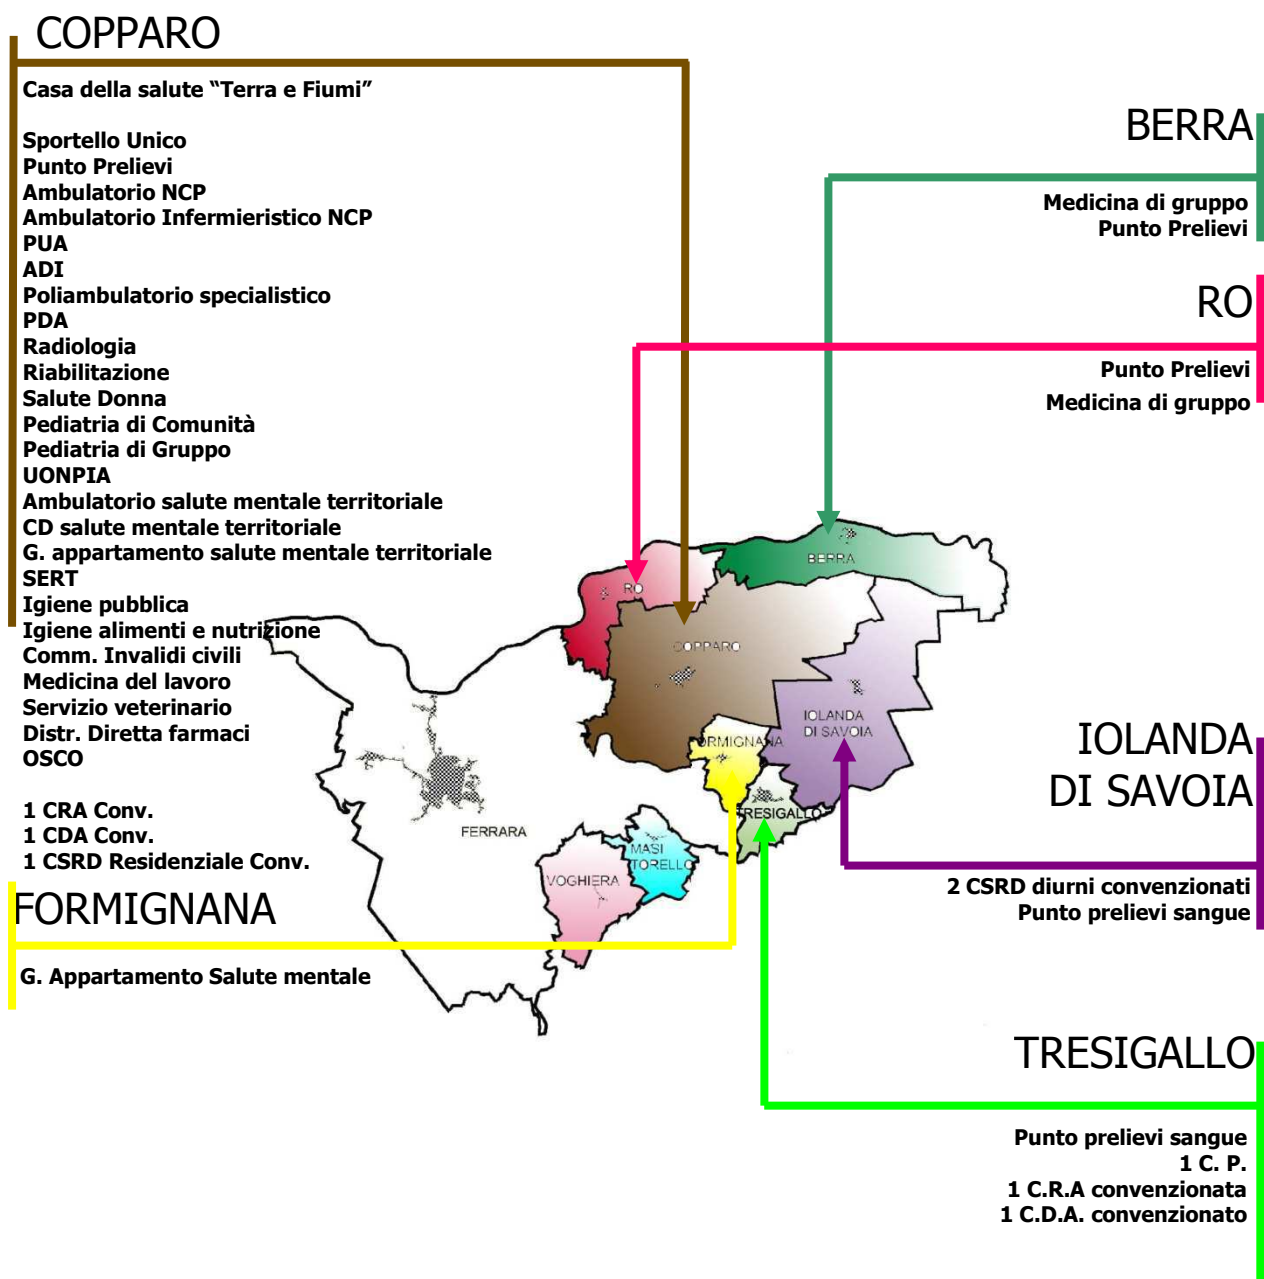 COPPARO
Casa della salute “Terra e Fiumi”
Sportello Unico
Punto Prelievi
Ambulatorio NCP
Ambulatorio Infermieristico NCP
PUA
ADI
Poliambulatorio specialistico
PDA
Radiologia
Riabilitazione
Salute Donna
Pediatria di Comunità
Pediatria di Gruppo
UONPIA
Ambulatorio salute mentale territoriale
CD salute mentale territoriale
G. appartamento salute mentale territoriale
SERT
Igiene pubblica
Igiene alimenti e nutrizione
Comm. Invalidi civili
Medicina del lavoro
Servizio veterinario
Distr. Diretta farmaci
OSCO
1 CRA Conv.
1 CDA Conv.
1 CSRD Residenziale Conv.
FORMIGNANA
G. Appartamento Salute mentale
BERRA
Medicina di gruppo
Punto Prelievi
RO
Punto Prelievi
Medicina di gruppo
BERRA
RO
COPPARO
IOLANDA
DI SAVOIA
FORMIGNANA
TRESIGALLO
FERRARA
MASI
TORELLO
VOGHIERA
IOLANDA
DI SAVOIA
2 CSRD diurni convenzionati
Punto prelievi sangue
TRESIGALLO
Punto prelievi sangue
1 C. P.
1 C.R.A convenzionata
1 C.D.A. convenzionato